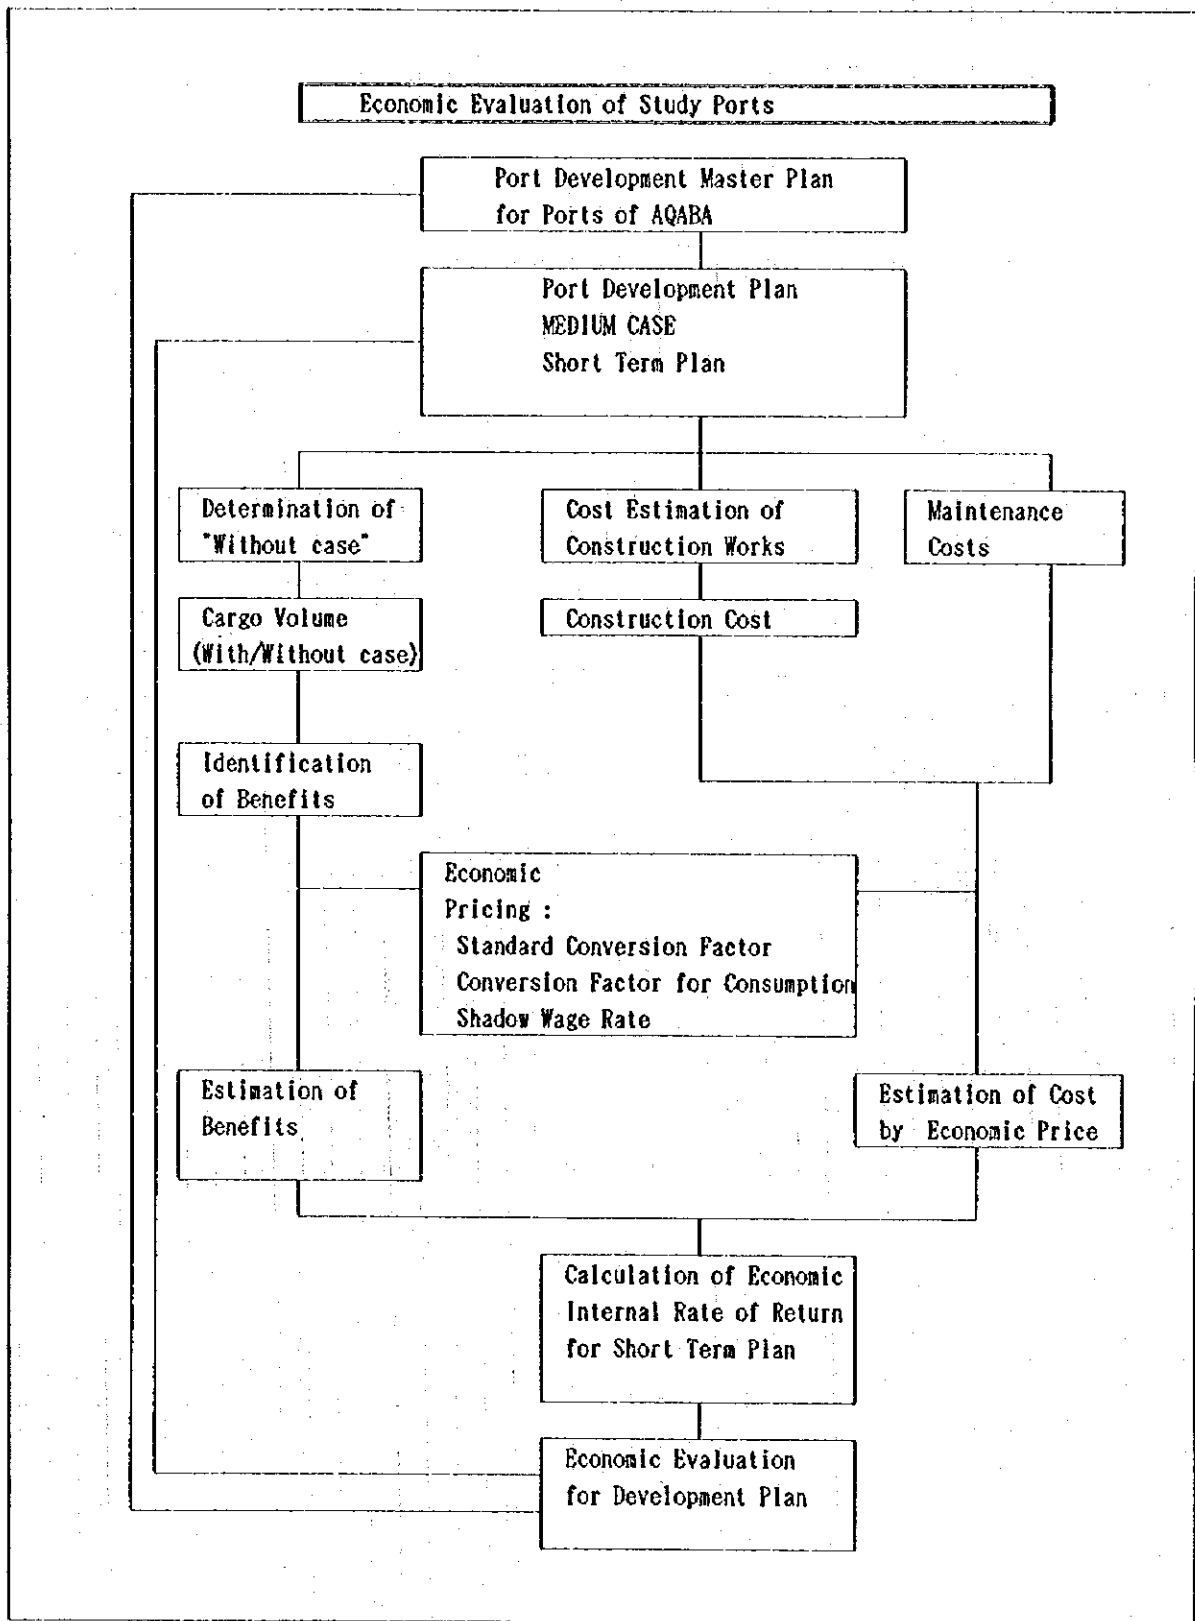 Economic Evaluation of Study Ports
Port Development Master Plan
for Ports of AQABA
Port Development Plan
MEDIUM CASE
Short Term Plan
Determination of
"Without case"
Cost Estimation of
Construction Works
Maintenance
Costs
Cargo Volume
(With/Without case)
Construction Cost
Identification
of Benefits
Economic
Pricing :
Standard Conversion Factor
Conversion Factor for Consumption
Shadow Wage Rate
Estimation of
Benefits
Estimation of Cost
by Economic Price
Calculation of Economic
Internal Rate of Return
for Short Term Plan
Economic Evaluation
for Development Plan